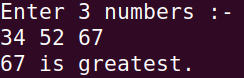 Enter 3 numbers :-
34 52 67
67 is greatest.